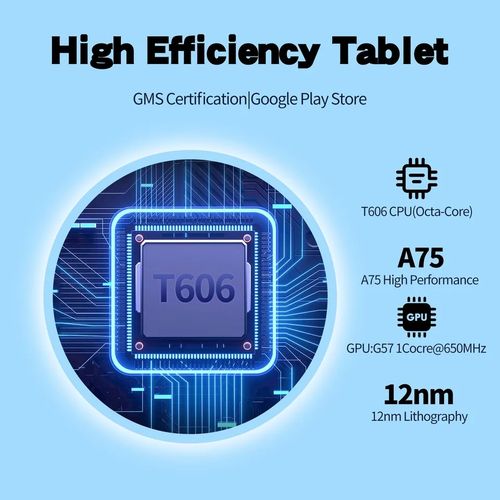 High Efficiency Tablet
GMS Certification|Google Play Store
T606
T606 CPU(Octa-Core)
A75
A75 High Performance
GPU
GPU:G57 1Cocre@650MHz
12nm
12nm Lithography